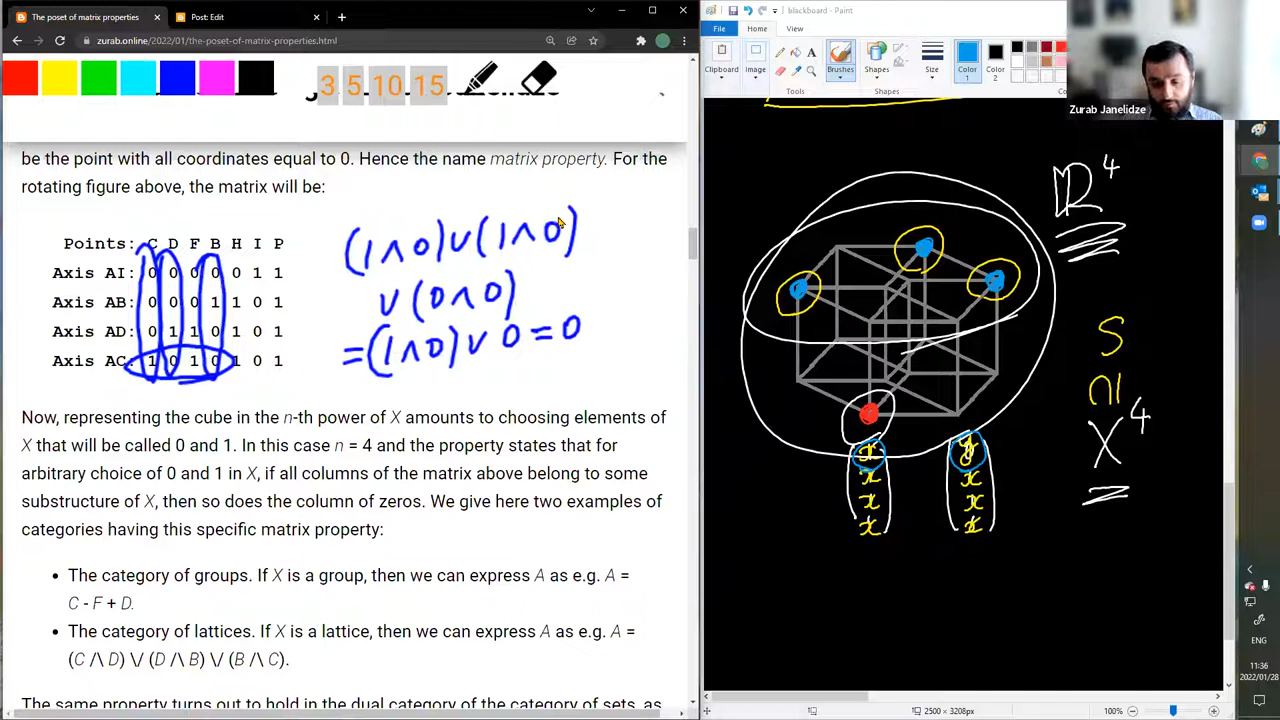 The poset of matrix properties
Post: Edit
zurab.online/2022/01/the-poset-of-matrix-properties.html
3 5 10 15
be the point with all coordinates equal to 0. Hence the name matrix property. For the
rotating figure above, the matrix will be:
Points: C D F B H I P
Axis AI: 0 0 0 0 0 1 1
Axis AB: 0 0 0 1 1 0 1
Axis AD: 0 1 1 0 1 0 1
Axis AC: 1 0 1 0 1 0 1
(1∧0)∨(1∧0)
∨(0∧0)
=(1∧0)∨0=0
Now, representing the cube in the n-th power of X amounts to choosing elements of
X that will be called 0 and 1. In this case n = 4 and the property states that for
arbitrary choice of 0 and 1 in X, if all columns of the matrix above belong to some
substructure of X, then so does the column of zeros. We give here two examples of
categories having this specific matrix property:
• The category of groups. If X is a group, then we can express A as e.g. A =
C - F + D.
• The category of lattices. If X is a lattice, then we can express A as e.g. A =
(C /\ D) \/ (D /\ B) \/ (B /\ C).
The same property turns out to hold in the dual category of the category of sets, as
blackboard - Paint
File
Home
View
Clipboard
Image
Brushes
Shapes
Size
Color 1
Color 2
Tools
Shapes
Zurab Janelidze
ℝ⁴
S
X⁴
x
x
x
x
x
x
x
2500 × 3208px
100%
ENG
11:36
2022/01/28